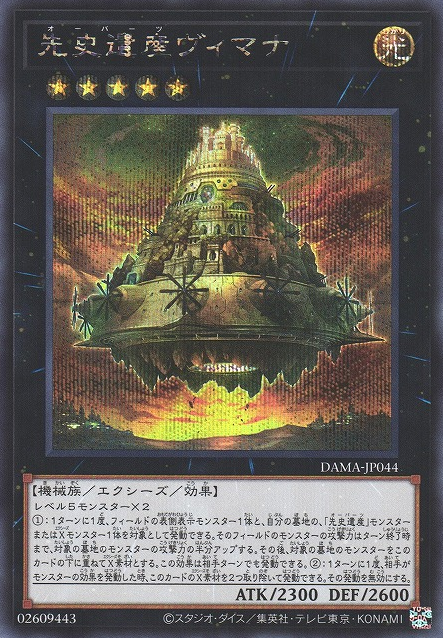 オーパーツ
先史遺産ヴィマナ
ひかり
光
DAMA-JP044
【機械族/エクシーズ/効果】
レベル5モンスター×2
①:1ターンに1度、フィールドの表側表示モンスター1体と、自分の墓地の、「先史遺産」モンスター
またはXモンスター1体を対象として発動できる。そのフィールドのモンスターの攻撃力はターン終了時
まで、対象の墓地のモンスターの攻撃力の半分アップする。その後、対象の墓地のモンスターをこの
カードの下に重ねてX素材とする。この効果は相手ターンでも発動できる。②:1ターンに1度、相手が
モンスターの効果を発動した時、このカードのX素材を2つ取り除いて発動できる。その発動を無効にする。
ATK/2300 DEF/2600
02609443
©スタジオ・ダイス/集英社・テレビ東京・KONAMI